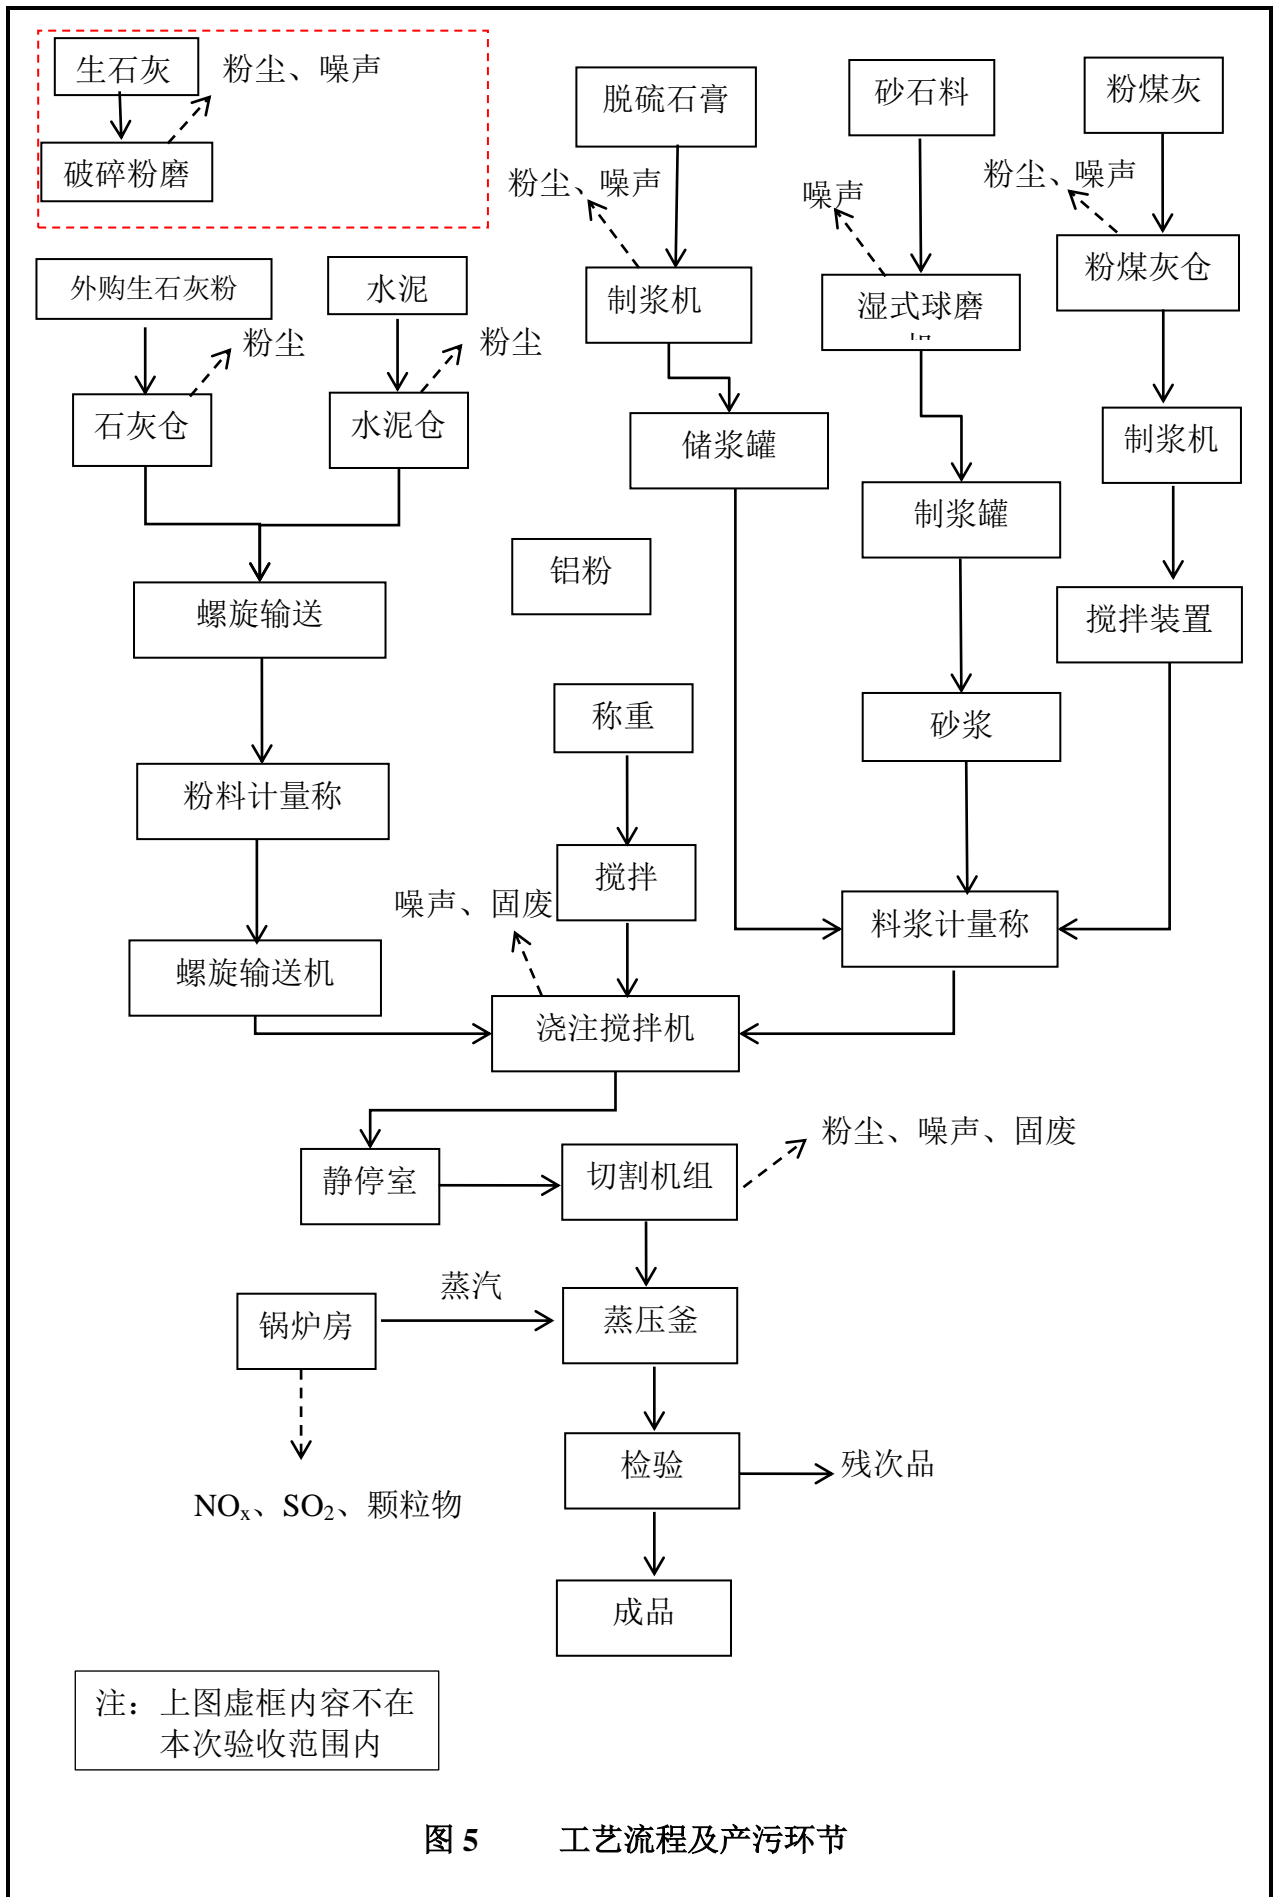 生石灰
粉尘、噪声
破碎粉磨
脱硫石膏
砂石料
粉煤灰
粉尘、噪声
噪声
粉尘、噪声
外购生石灰粉
水泥
制浆机
湿式球磨
粉煤灰仓
粉尘
粉尘
石灰仓
水泥仓
储浆罐
制浆机
制浆罐
铝粉
螺旋输送
搅拌装置
称重
砂浆
粉料计量称
搅拌
噪声、固废
料浆计量称
螺旋输送机
浇注搅拌机
粉尘、噪声、固废
静停室
切割机组
蒸汽
锅炉房
蒸压釜
检验
残次品
NOx、SO2、颗粒物
成品
注：上图虚框内容不在
本次验收范围内
图 5 工艺流程及产污环节